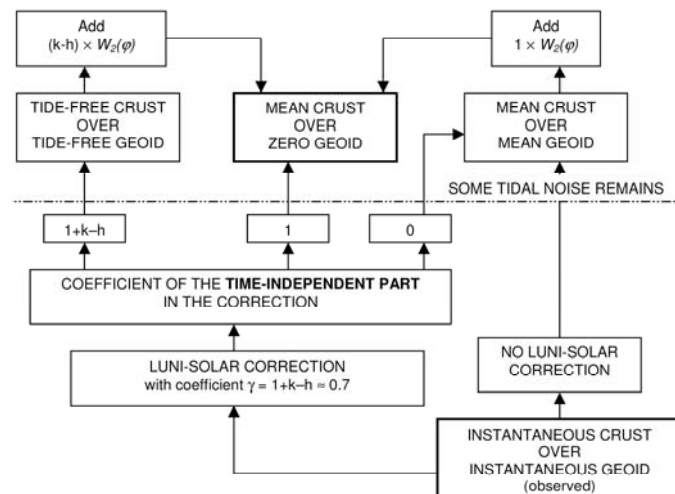 Add
(k-h) × W₂(φ)
Add
1 × W₂(φ)
TIDE-FREE CRUST
OVER
TIDE-FREE GEOID
MEAN CRUST
OVER
ZERO GEOID
MEAN CRUST
OVER
MEAN GEOID
SOME TIDAL NOISE REMAINS
1+k–h
1
0
COEFFICIENT OF THE TIME-INDEPENDENT PART
IN THE CORRECTION
LUNI-SOLAR CORRECTION
with coefficient γ = 1+k–h ≈ 0.7
NO LUNI-SOLAR
CORRECTION
INSTANTANEOUS CRUST
OVER
INSTANTANEOUS GEOID
(observed)